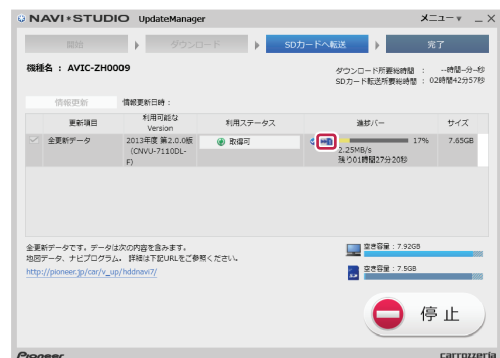 NAVI*STUDIO UpdateManager
メニュー
開始
ダウンロード
SDカードへ転送
完了
機種名 : AVIC-ZH0009
ダウンロード所要総時間 : --時間--分--秒
SDカード転送所要総時間 : 02時間42分57秒
情報更新
情報更新日時 :
更新項目
利用可能な
Version
利用ステータス
進捗バー
サイズ
全更新データ
2013年度 第2.0.0版
(CNVU-7110DL-
F)
取得可
17%
2.25MB/s
残り01時間27分20秒
7.65GB
全更新データです。データは次の内容を含みます。
地図データ、ナビプログラム。 詳細は下記URLをご参照ください。
http://pioneer.jp/car/v_up/hddnavi7/
空き容量 : 7.92GB
空き容量 : 7.5GB
停止
Pioneer
carrozzeria